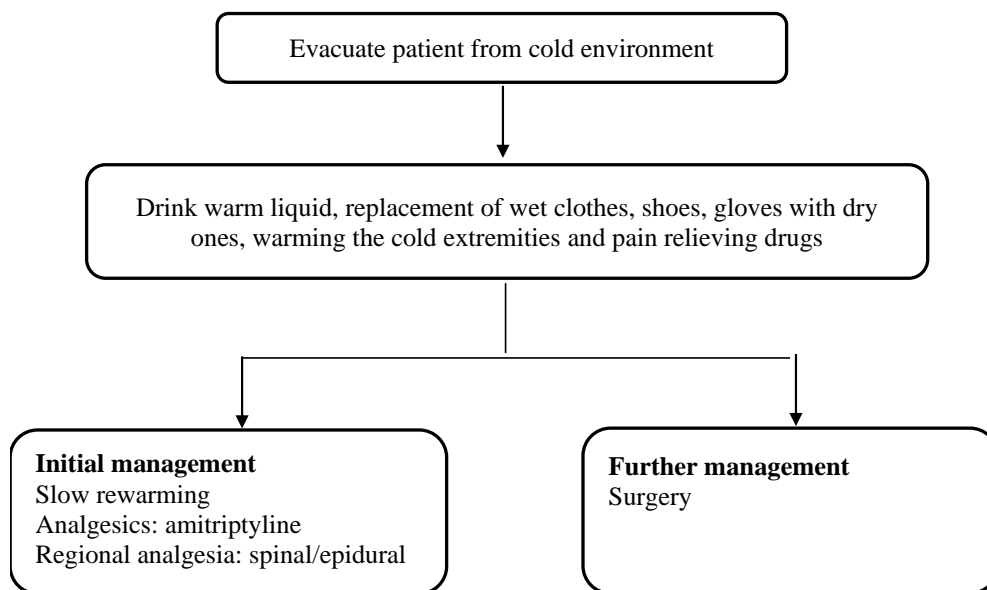 Evacuate patient from cold environment
Drink warm liquid, replacement of wet clothes, shoes, gloves with dry
ones, warming the cold extremities and pain relieving drugs
Initial management
Slow rewarming
Analgesics: amitriptyline
Regional analgesia: spinal/epidural
Further management
Surgery